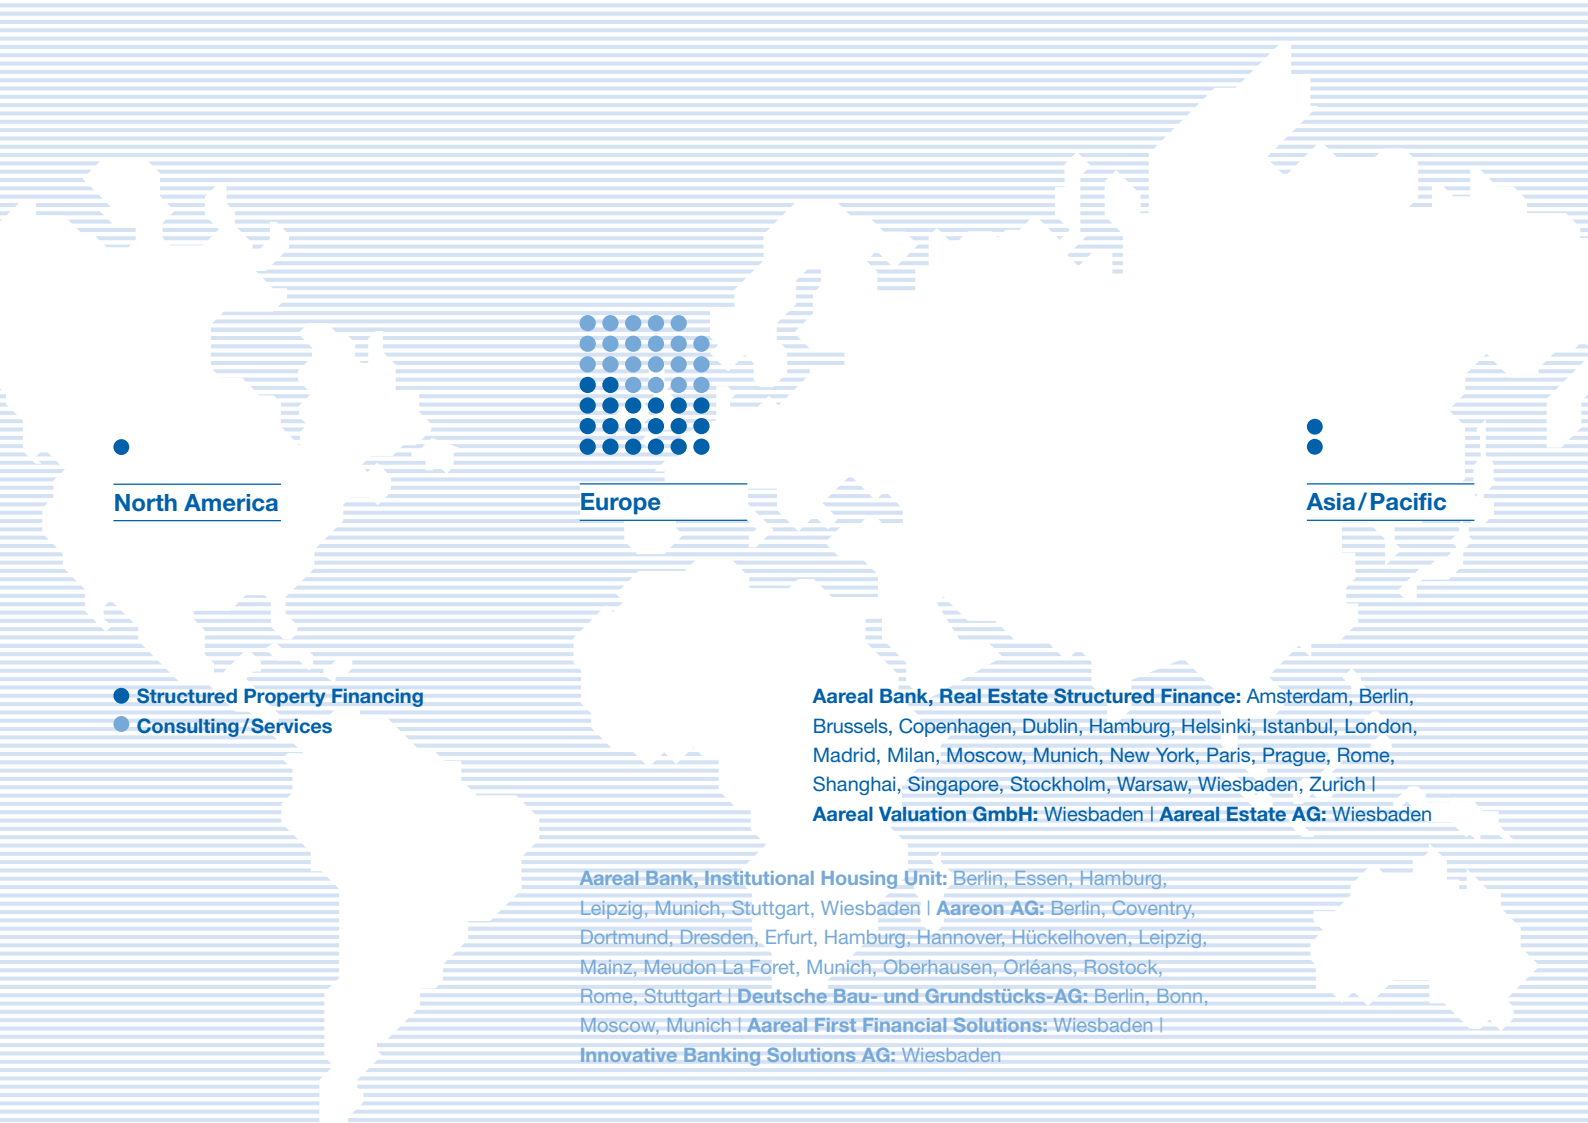 North America
Europe
Asia/Pacific
Structured Property Financing
Consulting/Services
Aareal Bank, Real Estate Structured Finance: Amsterdam, Berlin,
Brussels, Copenhagen, Dublin, Hamburg, Helsinki, Istanbul, London,
Madrid, Milan, Moscow, Munich, New York, Paris, Prague, Rome,
Shanghai, Singapore, Stockholm, Warsaw, Wiesbaden, Zurich |
Aareal Valuation GmbH: Wiesbaden | Aareal Estate AG: Wiesbaden
Aareal Bank, Institutional Housing Unit: Berlin, Essen, Hamburg,
Leipzig, Munich, Stuttgart, Wiesbaden | Aareon AG: Berlin, Coventry,
Dortmund, Dresden, Erfurt, Hamburg, Hannover, Hückelhoven, Leipzig,
Mainz, Meudon La Foret, Munich, Oberhausen, Orléans, Rostock,
Rome, Stuttgart | Deutsche Bau- und Grundstücks-AG: Berlin, Bonn,
Moscow, Munich | Aareal First Financial Solutions: Wiesbaden |
Innovative Banking Solutions AG: Wiesbaden